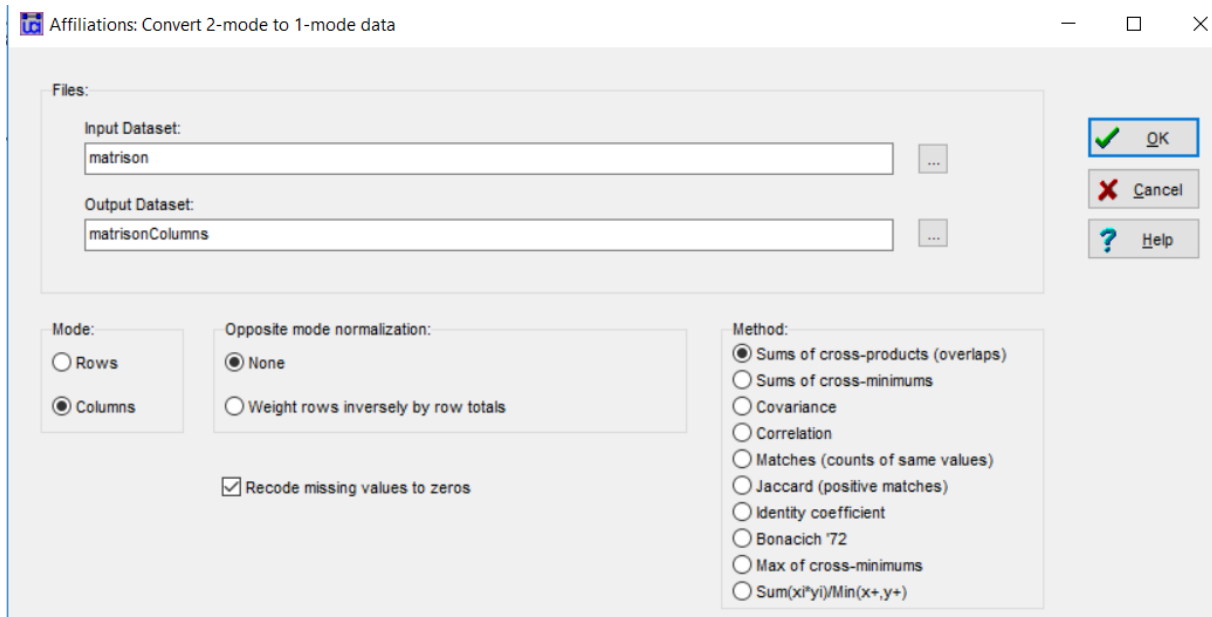 uci Affiliations: Convert 2-mode to 1-mode data
Files:
Input Dataset:
matrison
...
Output Dataset:
matrisonColumns
...
OK
Cancel
? Help
Mode:
Rows
Columns
Opposite mode normalization:
None
Weight rows inversely by row totals
Recode missing values to zeros
Method:
Sums of cross-products (overlaps)
Sums of cross-minimums
Covariance
Correlation
Matches (counts of same values)
Jaccard (positive matches)
Identity coefficient
Bonacich '72
Max of cross-minimums
Sum(xi*yi)/Min(x+,y+)